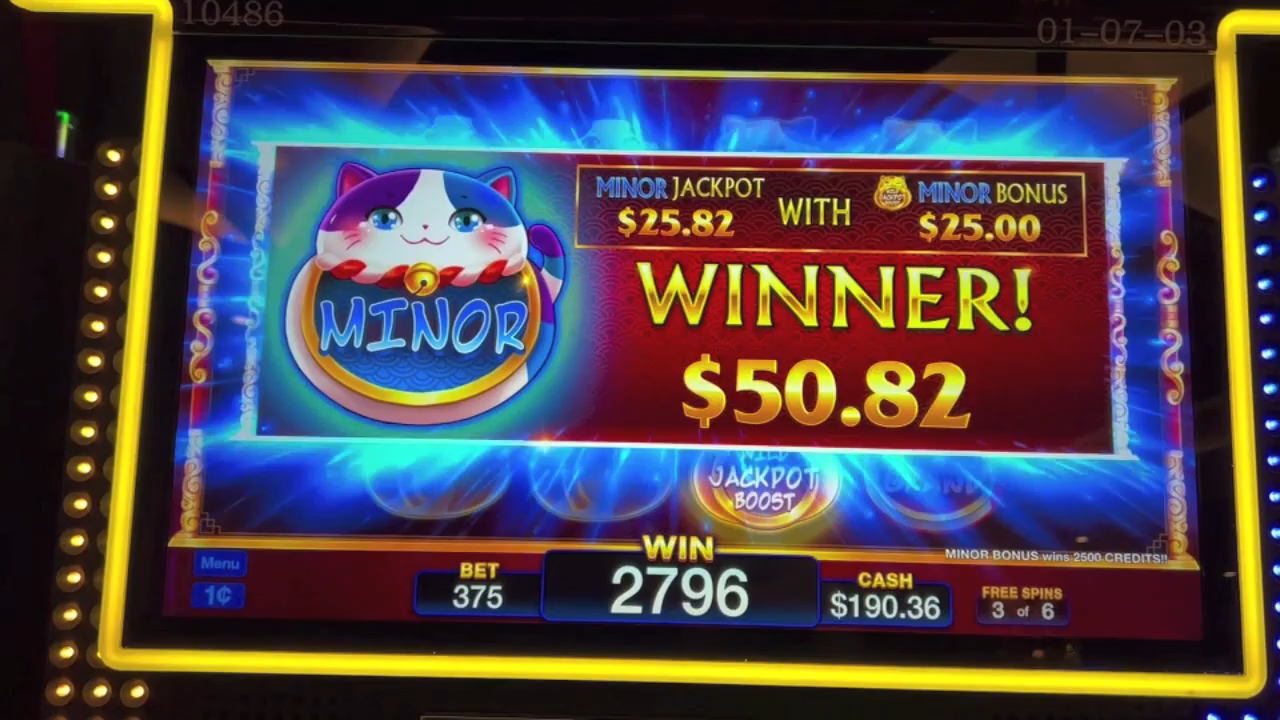 10486
01-07-03
MINOR JACKPOT
$25.82
WITH
MINOR BONUS
$25.00
WINNER!
$50.82
MINOR
WILD
JACKPOT
BOOST
GRAND
MINOR BONUS wins 2500 CREDITS!!
Menu
1¢
BET
375
WIN
2796
CASH
$190.36
FREE SPINS
3 of 6